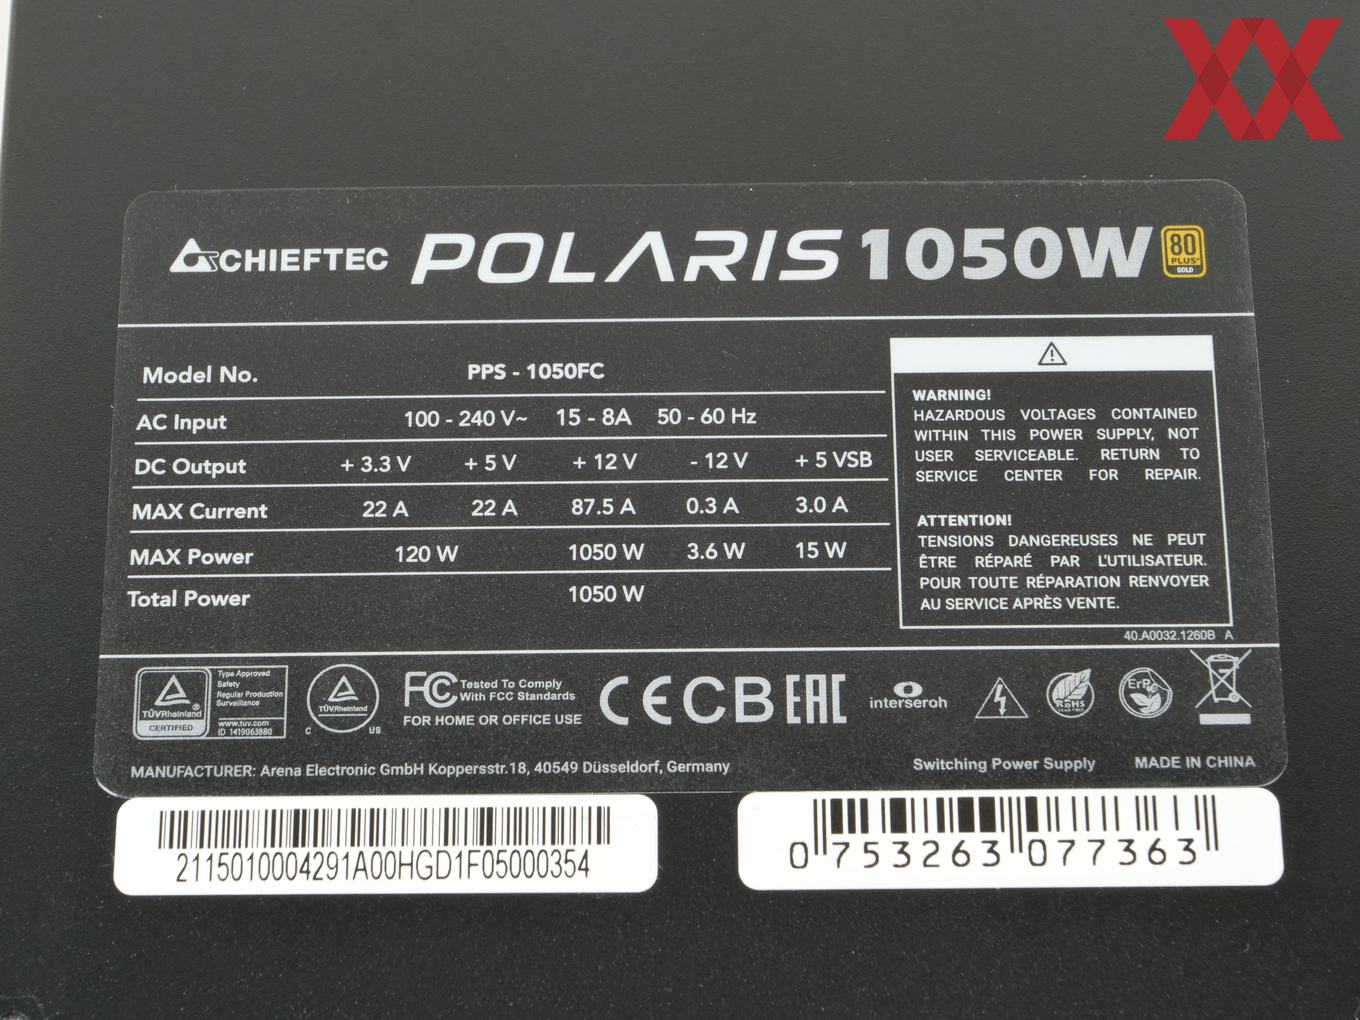 XX
CHIEFTEC POLARIS 1050W 80 PLUS GOLD
Model No. PPS - 1050FC
AC Input 100 - 240 V~ 15 - 8A 50 - 60 Hz
DC Output + 3.3 V + 5 V + 12 V - 12 V + 5 VSB
MAX Current 22 A 22 A 87.5 A 0.3 A 3.0 A
MAX Power 120 W 1050 W 3.6 W 15 W
Total Power 1050 W
WARNING!
HAZARDOUS VOLTAGES CONTAINED
WITHIN THIS POWER SUPPLY, NOT
USER SERVICEABLE. RETURN TO
SERVICE CENTER FOR REPAIR.
ATTENTION!
TENSIONS DANGEREUSES NE PEUT
ÊTRE RÉPARÉ PAR L'UTILISATEUR.
POUR TOUTE RÉPARATION RENVOYER
AU SERVICE APRÈS VENTE.
40.A0032.1260B A
TÜVRheinland®
CERTIFIED
Type Approved
Safety
Regular Production
Surveillance
www.tuv.com
ID 1419063880
TÜVRheinland
C US
FC Tested To Comply
With FCC Standards
FOR HOME OR OFFICE USE
CE CB EAC
interseroh
RoHS
LEAD FREE
ErP
MANUFACTURER: Arena Electronic GmbH Koppersstr.18, 40549 Düsseldorf, Germany
Switching Power Supply MADE IN CHINA
2115010004291A00HGD1F05000354
0 753263 077363